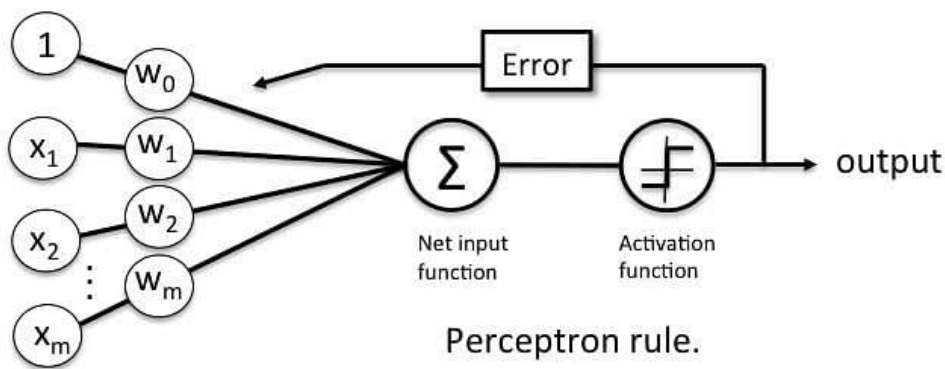 1
w₀
Error
x₁
w₁
Σ
output
x₂
w₂
Net input
function
Activation
function
⋮
wₘ
xₘ
Perceptron rule.